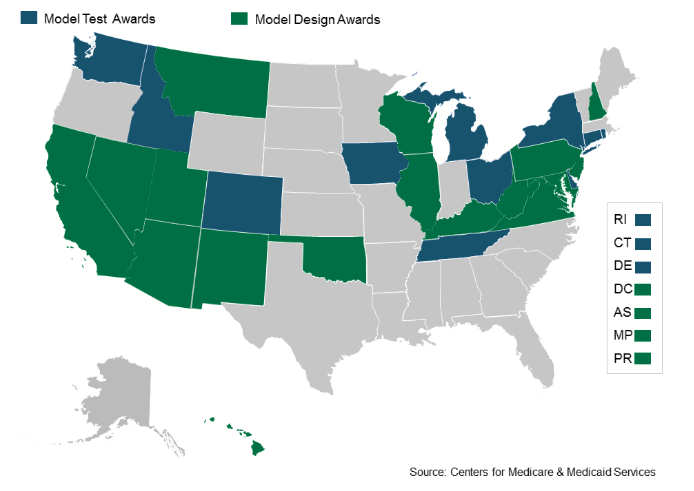 Model Test Awards
Model Design Awards
RI
CT
DE
DC
AS
MP
PR
Source: Centers for Medicare & Medicaid Services